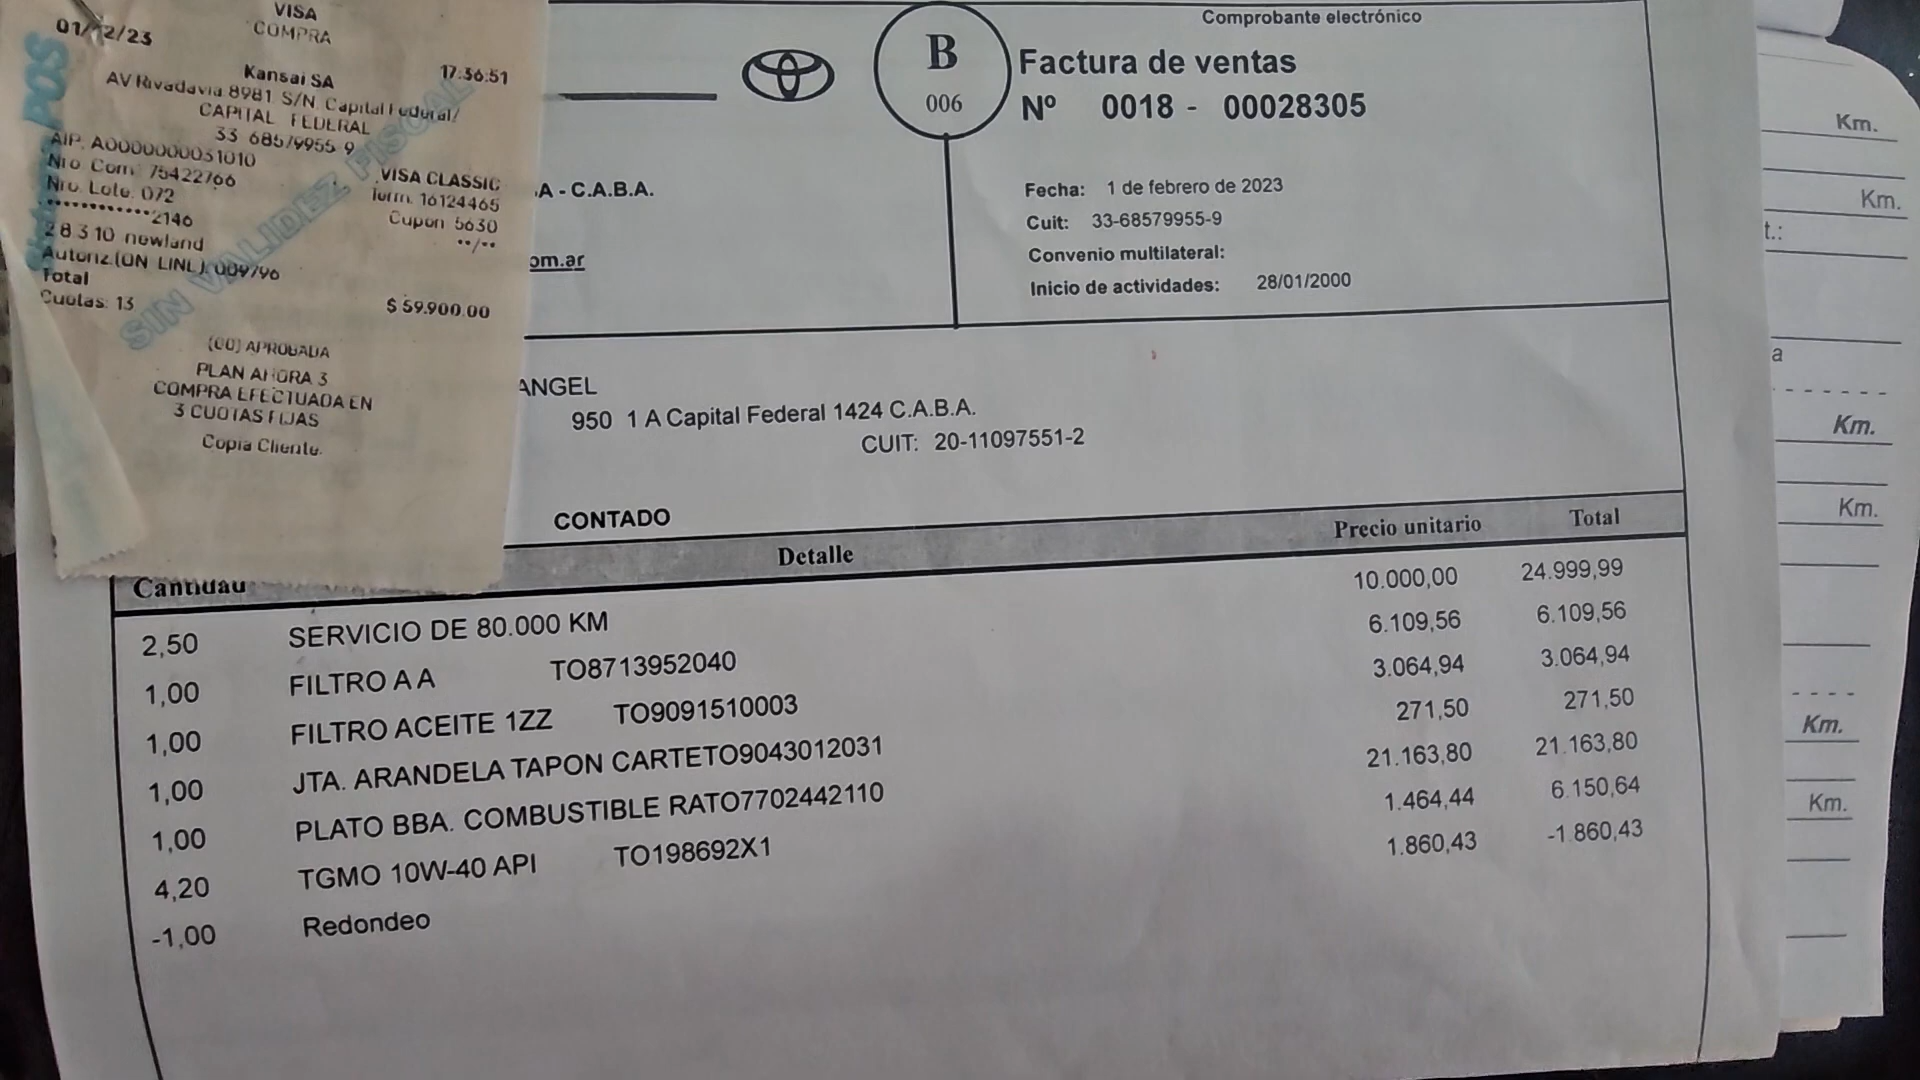 VISA
COMPRA
01/12/23
17:36:51
Kansai SA
AV Rivadavia 8981 S/N Capital Federal/
CAPITAL FEDERAL
33 68579955 9
AIP. A0000000031010
Nro Com: 75422766
VISA CLASSIC
Nro. Lote. 072
Term. 16124465
************2146
Cupon 5630
28310 newland
**/**
Autoriz.(ON LINE). 009796
Total
$ 59.900.00
Cuotas: 13
(00) APROBADA
PLAN AHORA 3
COMPRA EFECTUADA EN
3 CUOTAS FIJAS
Copia Cliente.
POS
SIN VALIDEZ FISCAL
Comprobante electrónico
B
006
Factura de ventas
Nº 0018 - 00028305
A - C.A.B.A.
om.ar
Fecha: 1 de febrero de 2023
Cuit: 33-68579955-9
Convenio multilateral:
Inicio de actividades: 28/01/2000
ANGEL
950 1 A Capital Federal 1424 C.A.B.A.
CUIT: 20-11097551-2
CONTADO
Cantidad Detalle Precio unitario Total
2,50 SERVICIO DE 80.000 KM 10.000,00 24.999,99
1,00 FILTRO A A TO8713952040 6.109,56 6.109,56
1,00 FILTRO ACEITE 1ZZ TO9091510003 3.064,94 3.064,94
1,00 JTA. ARANDELA TAPON CARTETO9043012031 271,50 271,50
1,00 PLATO BBA. COMBUSTIBLE RATO7702442110 21.163,80 21.163,80
4,20 TGMO 10W-40 API TO198692X1 1.464,44 6.150,64
-1,00 Redondeo 1.860,43 -1.860,43
Km.
Km.
t.:
a
Km.
Km.
Km.
Km.